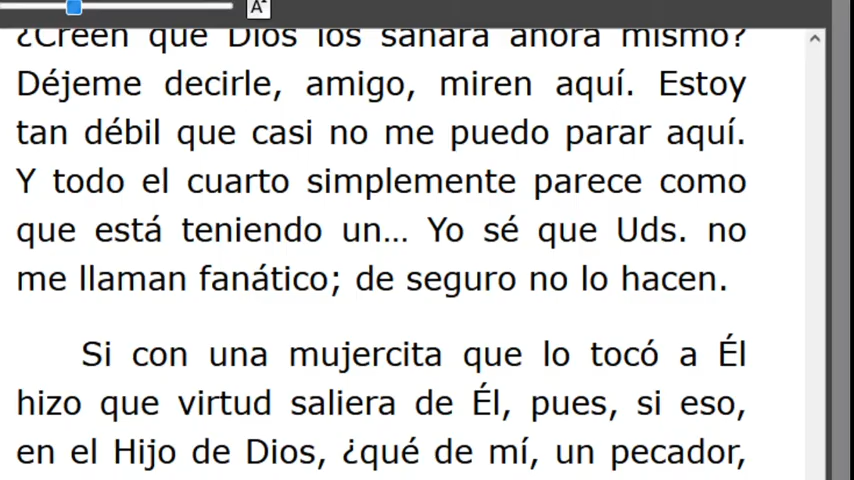 A
¿Creen que Dios los sanará ahora mismo?
Déjeme decirle, amigo, miren aquí. Estoy
tan débil que casi no me puedo parar aquí.
Y todo el cuarto simplemente parece como
que está teniendo un... Yo sé que Uds. no
me llaman fanático; de seguro no lo hacen.
Si con una mujercita que lo tocó a Él
hizo que virtud saliera de Él, pues, si eso,
en el Hijo de Dios, ¿qué de mí, un pecador,